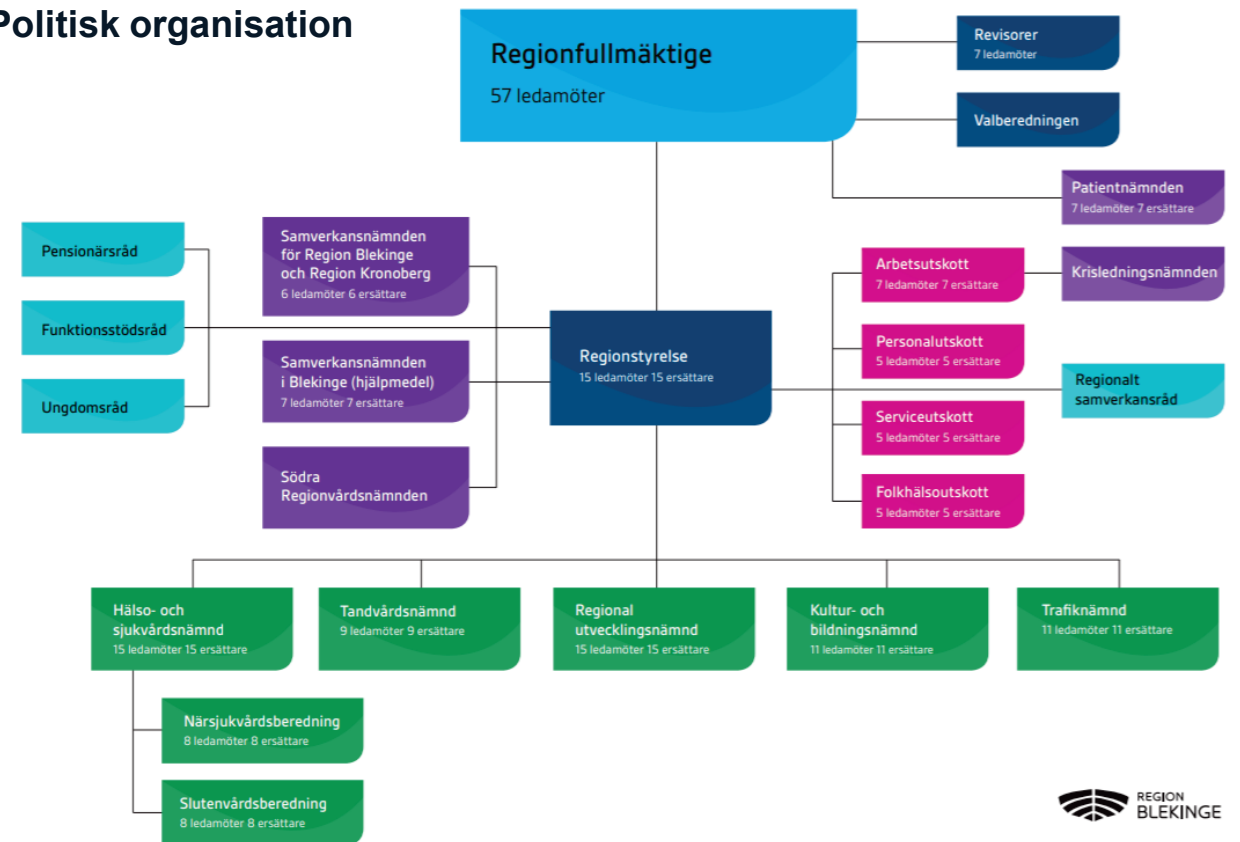 Politisk organisation
Regionfullmäktige
57 ledamöter
Revisorer
7 ledamöter
Valberedningen
Patientnämnden
7 ledamöter 7 ersättare
Pensionärsråd
Funktionsstödsråd
Ungdomsråd
Samverkansnämnden
för Region Blekinge
och Region Kronoberg
6 ledamöter 6 ersättare
Samverkansnämnden
i Blekinge (hjälpmedel)
7 ledamöter 7 ersättare
Södra
Regionvårdsnämnden
Regionstyrelse
15 ledamöter 15 ersättare
Arbetsutskott
7 ledamöter 7 ersättare
Krisledningsnämnden
Personalutskott
5 ledamöter 5 ersättare
Regionalt
samverkansråd
Serviceutskott
5 ledamöter 5 ersättare
Folkhälsoutskott
5 ledamöter 5 ersättare
Hälso- och
sjukvårdsnämnd
15 ledamöter 15 ersättare
Tandvårdsnämnd
9 ledamöter 9 ersättare
Regional
utvecklingsnämnd
15 ledamöter 15 ersättare
Kultur- och
bildningsnämnd
11 ledamöter 11 ersättare
Trafiknämnd
11 ledamöter 11 ersättare
Närsjukvårdsberedning
8 ledamöter 8 ersättare
Slutenvårdsberedning
8 ledamöter 8 ersättare
REGION
BLEKINGE